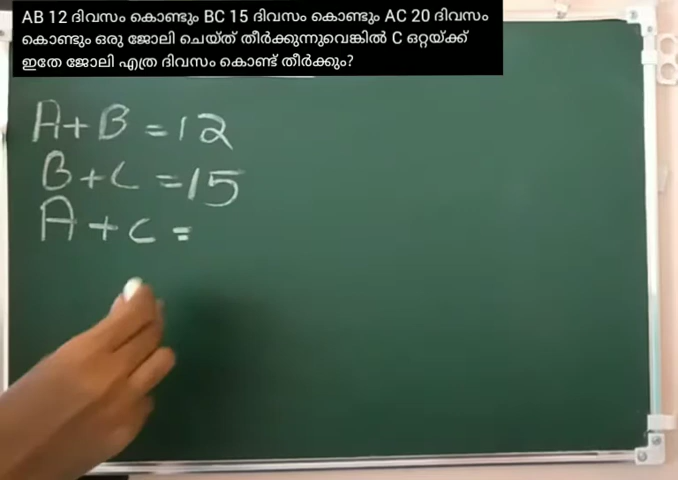 AB 12 ദിവസം കൊണ്ടും BC 15 ദിവസം കൊണ്ടും AC 20 ദിവസം
കൊണ്ടും ഒരു ജോലി ചെയ്ത് തീർക്കുന്നുവെങ്കിൽ C ഒറ്റയ്ക്ക്
ഇതേ ജോലി എത്ര ദിവസം കൊണ്ട് തീർക്കും?
A+B=12
B+C=15
A+C=